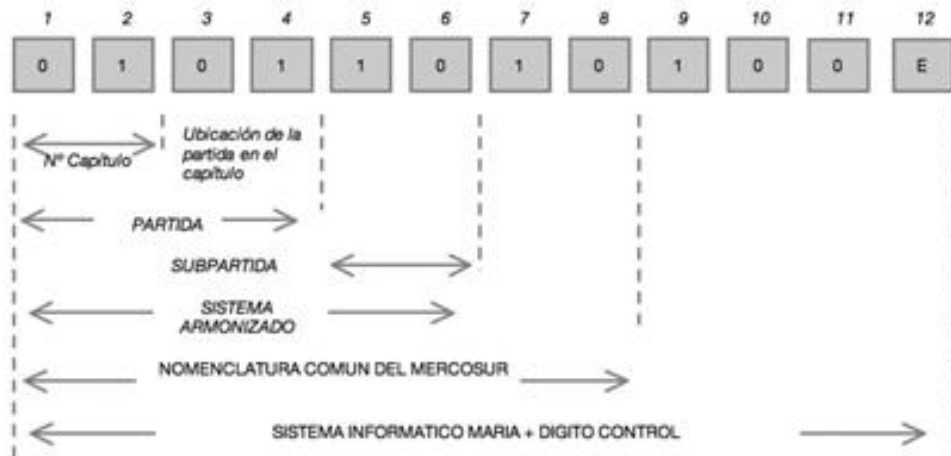 1 2 3 4 5 6 7 8 9 10 11 12
0 1 0 1 1 0 1 0 1 0 0 E
Nº Capítulo
Ubicación de la
partida en el
capítulo
PARTIDA
SUBPARTIDA
SISTEMA
ARMONIZADO
NOMENCLATURA COMUN DEL MERCOSUR
SISTEMA INFORMATICO MARIA + DIGITO CONTROL